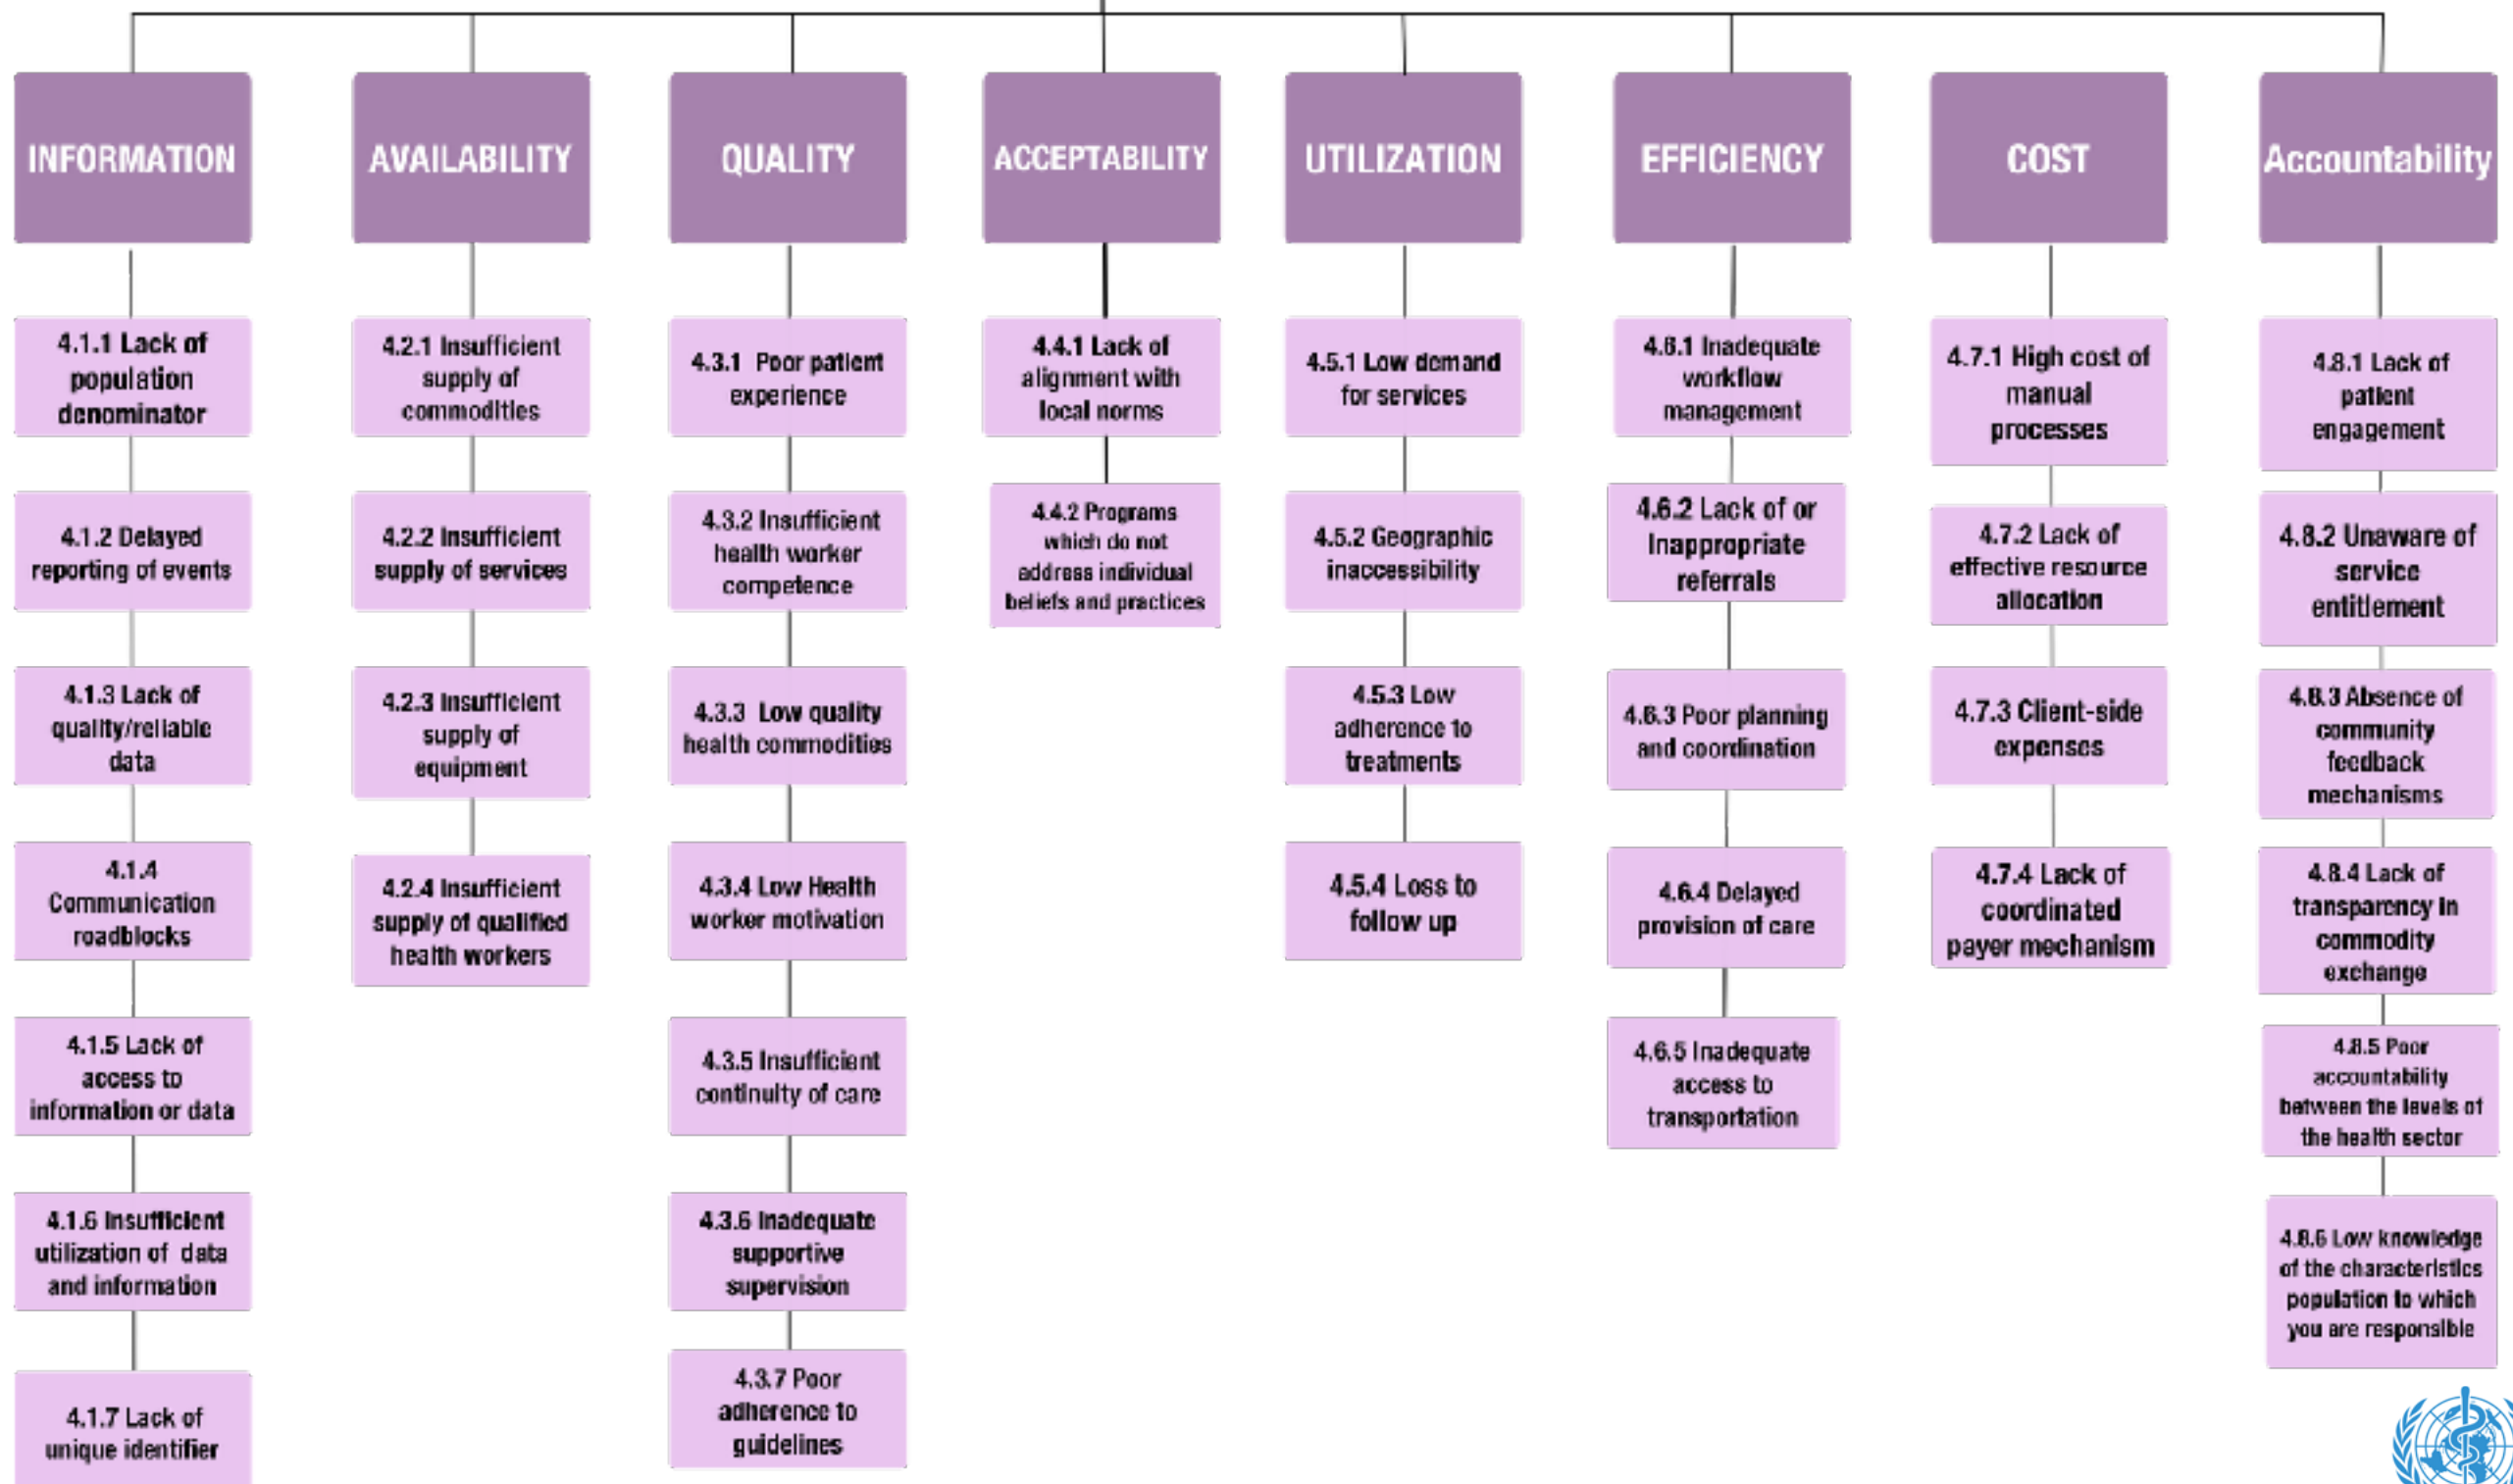 INFORMATION
AVAILABILITY
QUALITY
ACCEPTABILITY
UTILIZATION
EFFICIENCY
COST
Accountability
4.1.1 Lack of
population
denominator
4.1.2 Delayed
reporting of events
4.1.3 Lack of
quality/reliable
data
4.1.4
Communication
roadblocks
4.1.5 Lack of
access to
information or data
4.1.6 Insufficient
utilization of data
and information
4.1.7 Lack of
unique identifier
4.2.1 Insufficient
supply of
commodities
4.2.2 Insufficient
supply of services
4.2.3 Insufficient
supply of
equipment
4.2.4 Insufficient
supply of qualified
health workers
4.3.1 Poor patient
experience
4.3.2 Insufficient
health worker
competence
4.3.3 Low quality
health commodities
4.3.4 Low Health
worker motivation
4.3.5 Insufficient
continuity of care
4.3.6 Inadequate
supportive
supervision
4.3.7 Poor
adherence to
guidelines
4.4.1 Lack of
alignment with
local norms
4.4.2 Programs
which do not
address individual
beliefs and practices
4.5.1 Low demand
for services
4.5.2 Geographic
inaccessibility
4.5.3 Low
adherence to
treatments
4.5.4 Loss to
follow up
4.6.1 Inadequate
workflow
management
4.6.2 Lack of or
Inappropriate
referrals
4.6.3 Poor planning
and coordination
4.6.4 Delayed
provision of care
4.6.5 Inadequate
access to
transportation
4.7.1 High cost of
manual
processes
4.7.2 Lack of
effective resource
allocation
4.7.3 Client-side
expenses
4.7.4 Lack of
coordinated
payer mechanism
4.8.1 Lack of
patient
engagement
4.8.2 Unaware of
service
entitlement
4.8.3 Absence of
community
feedback
mechanisms
4.8.4 Lack of
transparency in
commodity
exchange
4.8.5 Poor
accountability
between the levels of
the health sector
4.8.6 Low knowledge
of the characteristics
population to which
you are responsible